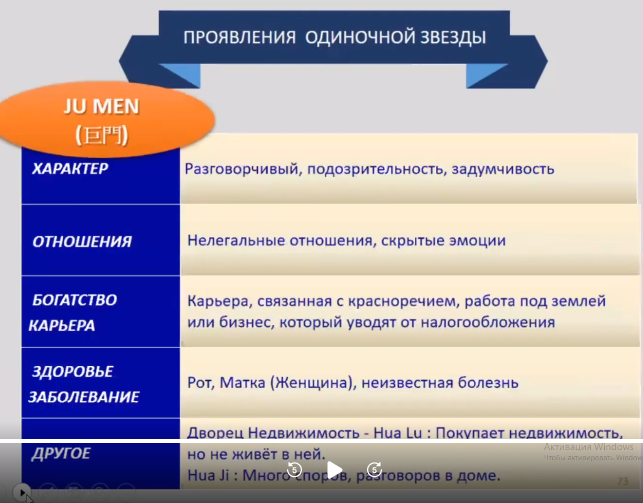 ПРОЯВЛЕНИЯ ОДИНОЧНОЙ ЗВЕЗДЫ
JU MEN
(巨門)
ХАРАКТЕР
Разговорчивый, подозрительность, задумчивость
ОТНОШЕНИЯ
Нелегальные отношения, скрытые эмоции
БОГАТСТВО
КАРЬЕРА
Карьера, связанная с красноречием, работа под землей
или бизнес, который уводят от налогообложения
ЗДОРОВЬЕ
ЗАБОЛЕВАНИЕ
Рот, Матка (Женщина), неизвестная болезнь
ДРУГОЕ
Дворец Недвижимость - Hua Lu : Покупает недвижимость,
но не живёт в ней.
Hua Ji : Много споров, разговоров в доме.
Активация Windows
Чтобы активировать Windows
5
5
73